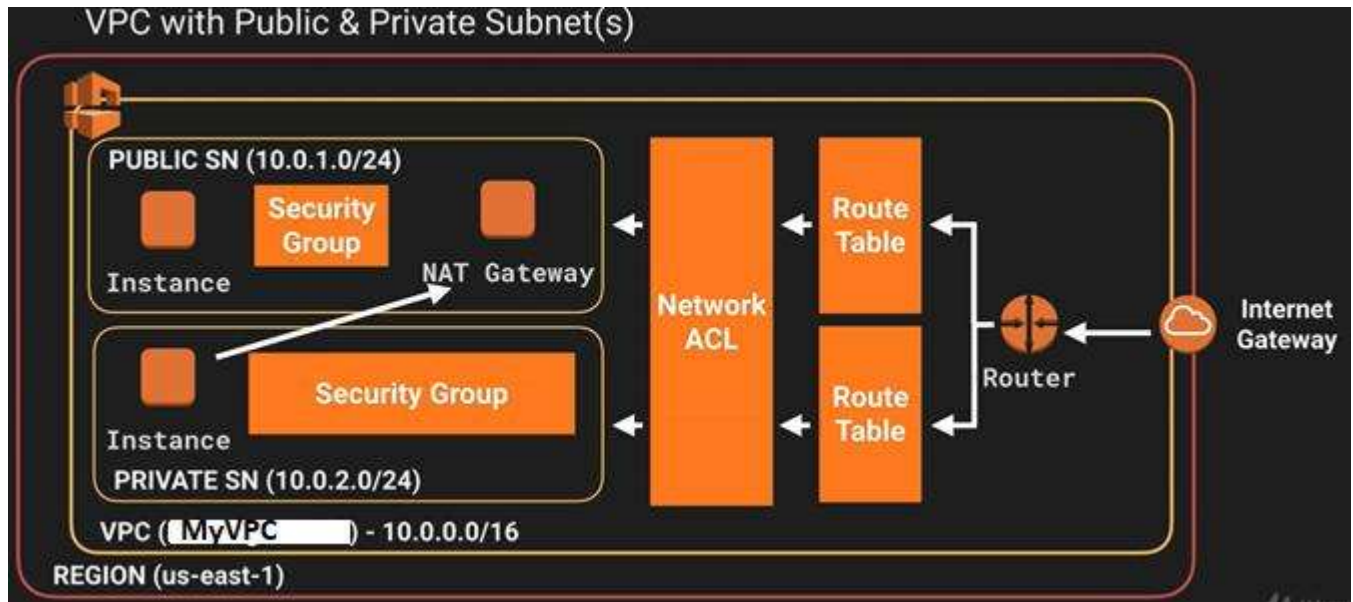 VPC with Public & Private Subnet(s)
PUBLIC SN (10.0.1.0/24)
Security
Group
Instance
NAT Gateway
Instance
Security Group
PRIVATE SN (10.0.2.0/24)
VPC (( MyVPC ) - 10.0.0.0/16
REGION (us-east-1)
Network
ACL
Route
Table
Route
Table
Router
Internet
Gateway